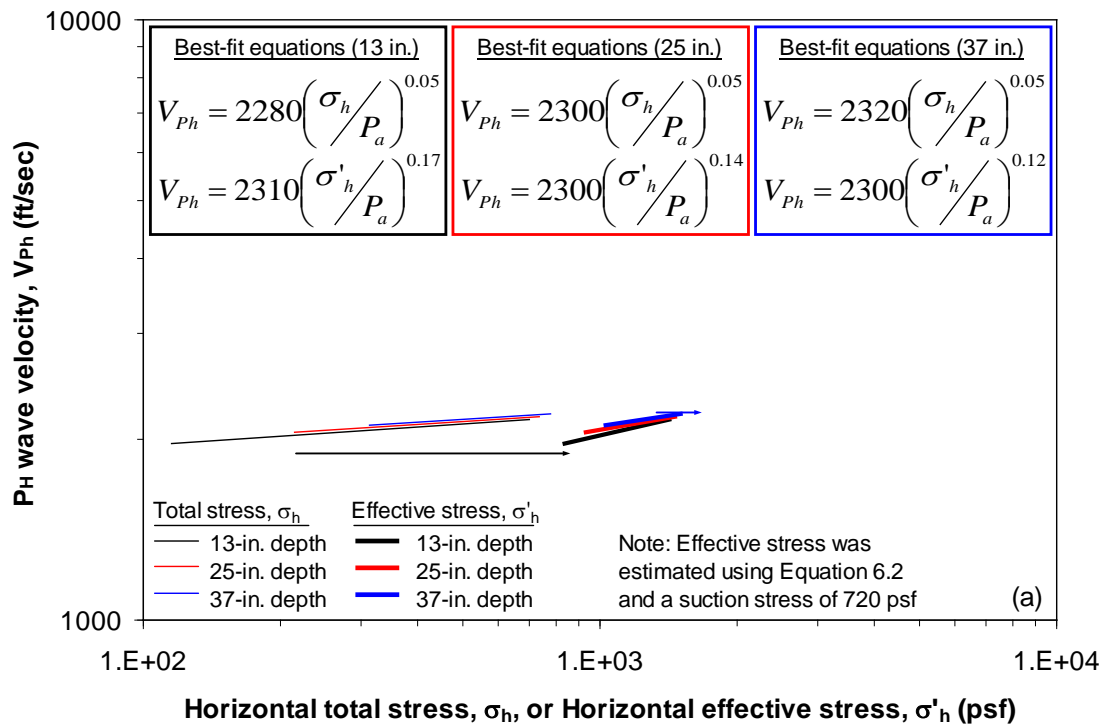 10000
1000
1.E+02
1.E+03
1.E+04
PH wave velocity, VPh (ft/sec)
Horizontal total stress, σh, or Horizontal effective stress, σ'h (psf)
Best-fit equations (13 in.)
V_Ph = 2280(σ_h/P_a)^0.05
V_Ph = 2310(σ'_h/P_a)^0.17
Best-fit equations (25 in.)
V_Ph = 2300(σ_h/P_a)^0.05
V_Ph = 2300(σ'_h/P_a)^0.14
Best-fit equations (37 in.)
V_Ph = 2320(σ_h/P_a)^0.05
V_Ph = 2300(σ'_h/P_a)^0.12
Total stress, σh
13-in. depth
25-in. depth
37-in. depth
Effective stress, σ'h
13-in. depth
25-in. depth
37-in. depth
Note: Effective stress was
estimated using Equation 6.2
and a suction stress of 720 psf
(a)